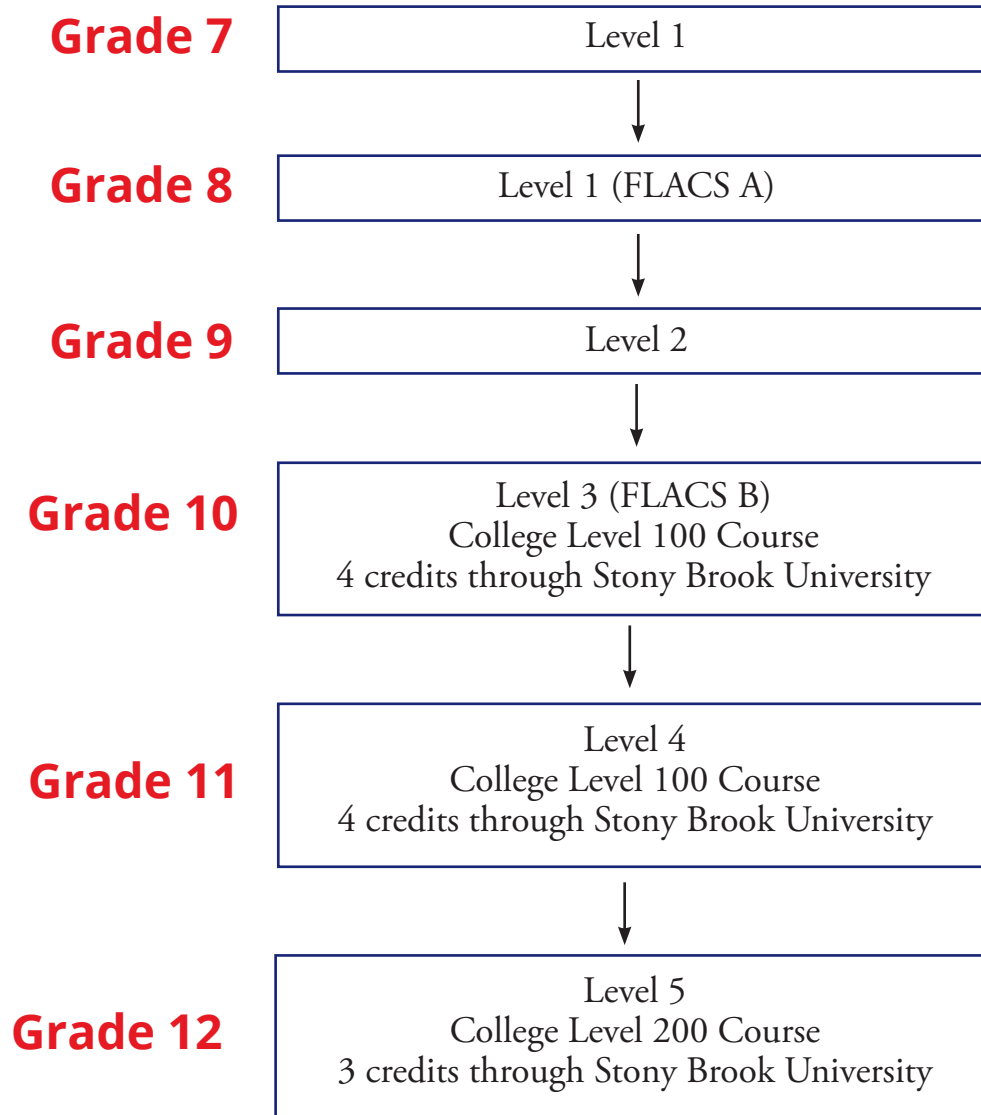 Grade 7
Level 1
Grade 8
Level 1 (FLACS A)
Grade 9
Level 2
Grade 10
Level 3 (FLACS B)
College Level 100 Course
4 credits through Stony Brook University
Grade 11
Level 4
College Level 100 Course
4 credits through Stony Brook University
Grade 12
Level 5
College Level 200 Course
3 credits through Stony Brook University